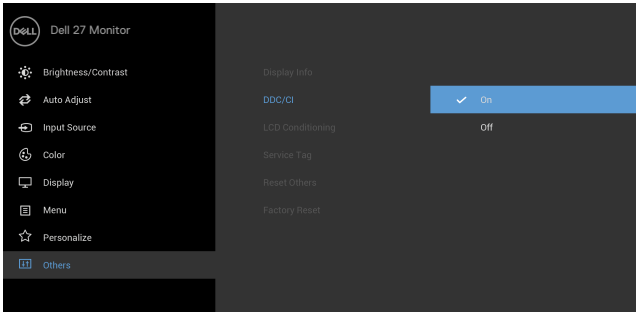 DELL
Dell 27 Monitor
Brightness/Contrast
Auto Adjust
Input Source
Color
Display
Menu
Personalize
Others
Display Info
DDC/CI
LCD Conditioning
Service Tag
Reset Others
Factory Reset
On
Off